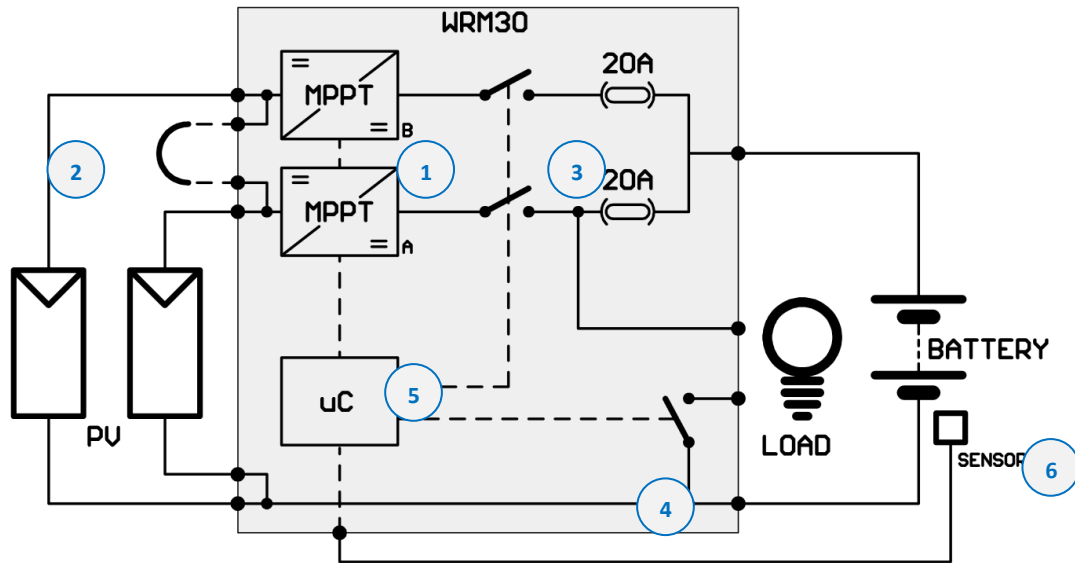 WRM30
20A
MPPT
B
2
1
3
20A
MPPT
A
BATTERY
5
uC
PV
LOAD
SENSOR
6
4